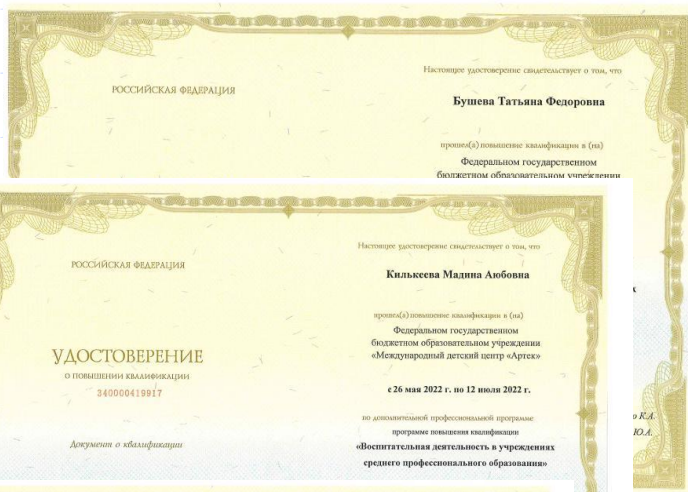 РОССИЙСКАЯ ФЕДЕРАЦИЯ
Настоящее удостоверение свидетельствует о том, что
Бушева Татьяна Федоровна
прошел(а) повышение квалификации в (на)
Федеральном государственном
бюджетном образовательном учреждении
К.А.
Ю.А.
РОССИЙСКАЯ ФЕДЕРАЦИЯ
УДОСТОВЕРЕНИЕ
О ПОВЫШЕНИИ КВАЛИФИКАЦИИ
340000419917
Документ о квалификации
Настоящее удостоверение свидетельствует о том, что
Килькеева Мадина Аюбовна
прошел(а) повышение квалификации в (на)
Федеральном государственном
бюджетном образовательном учреждении
«Международный детский центр «Артек»
с 26 мая 2022 г. по 12 июля 2022 г.
по дополнительной профессиональной программе
программе повышения квалификации
«Воспитательная деятельность в учреждениях
среднего профессионального образования»